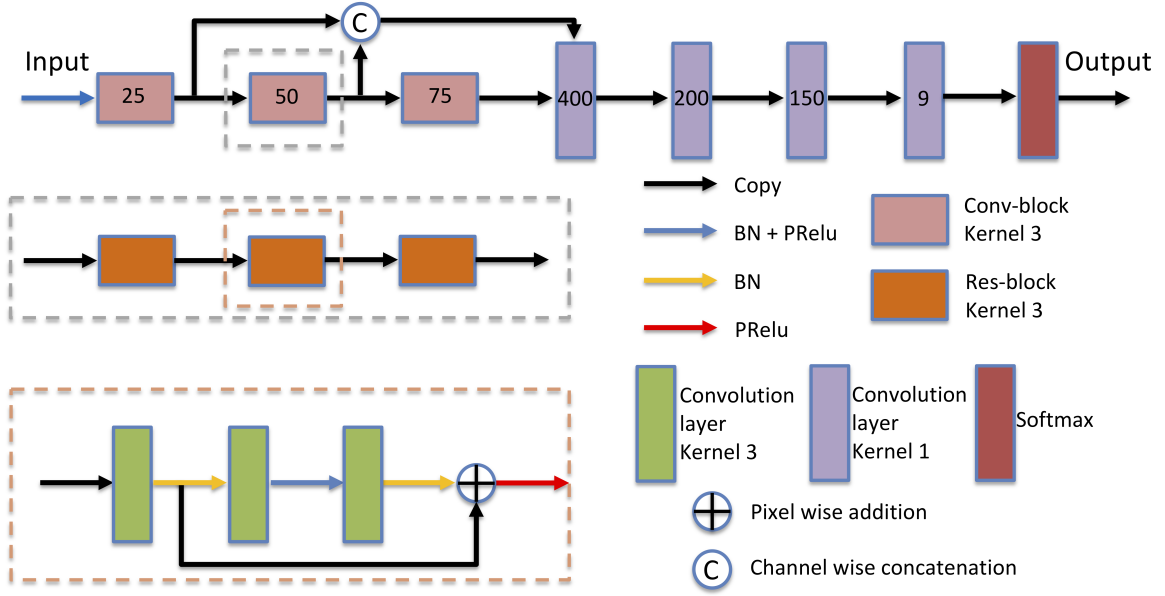 C
Input
Output
25
50
75
400
200
150
9
Copy
BN + PRelu
BN
PRelu
Conv-block
Kernel 3
Res-block
Kernel 3
Convolution
layer
Kernel 3
Convolution
layer
Kernel 1
Softmax
Pixel wise addition
C
Channel wise concatenation